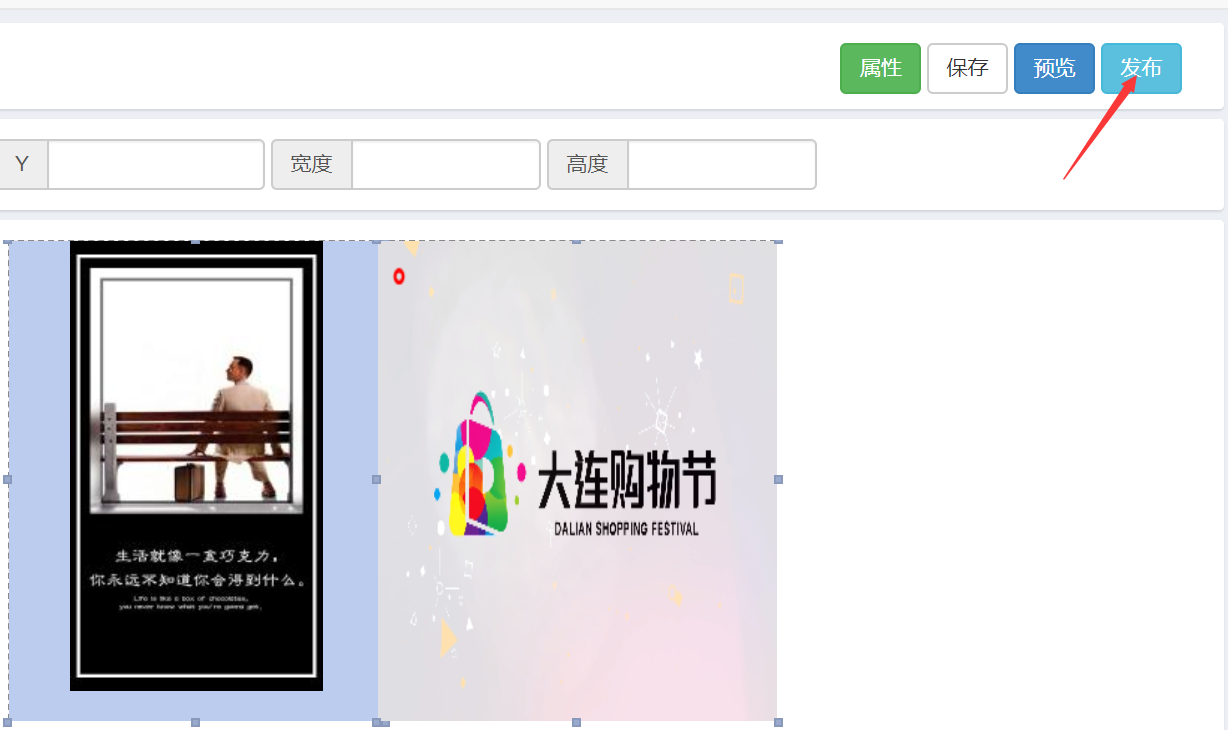 属性 保存 预览 发布
Y 宽度 高度
生活就像一盒巧克力，
你永远不知道你会得到什么。
Life is like a box of chocolates,
you never know what you're gonna get.
大连购物节
DALIAN SHOPPING FESTIVAL